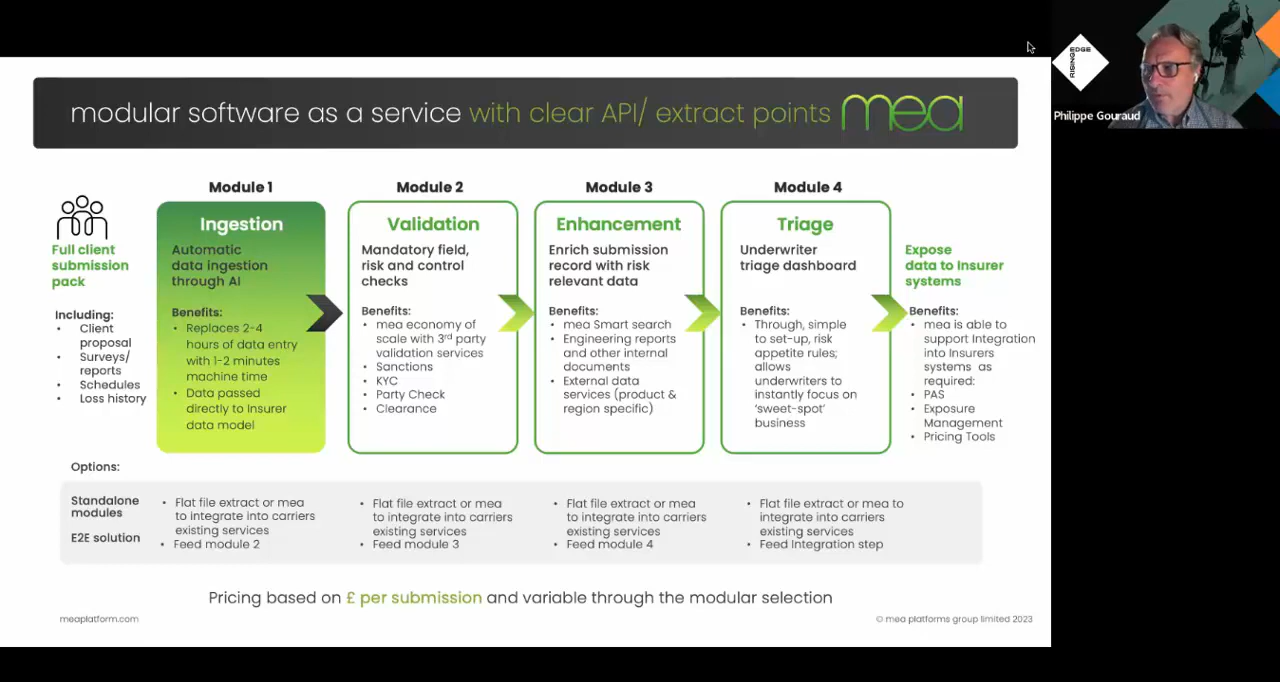 modular software as a service with clear API/ extract points mea
RISINGEDGE
Philippe Gouraud
Full client
submission
pack
Including:
• Client
proposal
• Surveys/
reports
• Schedules
• Loss history
Module 1
Ingestion
Automatic
data ingestion
through AI
Benefits:
• Replaces 2-4
hours of data entry
with 1-2 minutes
machine time
• Data passed
directly to Insurer
data model
Module 2
Validation
Mandatory field,
risk and control
checks
Benefits:
• mea economy of
scale with 3rd party
validation services
• Sanctions
• KYC
• Party Check
• Clearance
Module 3
Enhancement
Enrich submission
record with risk
relevant data
Benefits:
• mea Smart search
• Engineering reports
and other internal
documents
• External data
services (product &
region specific)
Module 4
Triage
Underwriter
triage dashboard
Benefits:
• Through, simple
to set-up, risk
appetite rules;
allows
underwriters to
instantly focus on
‘sweet-spot’
business
Expose
data to Insurer
systems
Benefits:
• mea is able to
support Integration
into Insurers
systems as
required:
• PAS
• Exposure
Management
• Pricing Tools
Options:
Standalone
modules
E2E solution
• Flat file extract or mea
to integrate into carriers
existing services
• Feed module 2
• Flat file extract or mea
to integrate into carriers
existing services
• Feed module 3
• Flat file extract or mea
to integrate into carriers
existing services
• Feed module 4
• Flat file extract or mea to
integrate into carriers
existing services
• Feed Integration step
Pricing based on £ per submission and variable through the modular selection
meaplatform.com
© mea platforms group limited 2023